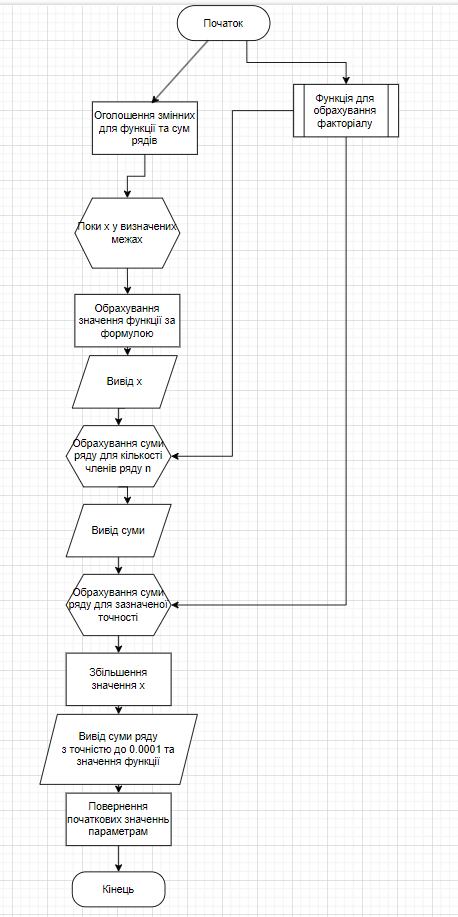 Початок
Функція для
обрахування
факторіалу
Оголошення змінних
для функції та сум
рядів
Поки x у визначених
межах
Обрахування
значення функції за
формулою
Вивід x
Обрахування суми
ряду для кількості
членів ряду n
Вивід суми
Обрахування суми
ряду для зазначеної
точності
Збільшення
значення x
Вивід суми ряду
з точністю до 0.0001 та
значення функції
Повернення
початкових значеннь
параметрам
Кінець